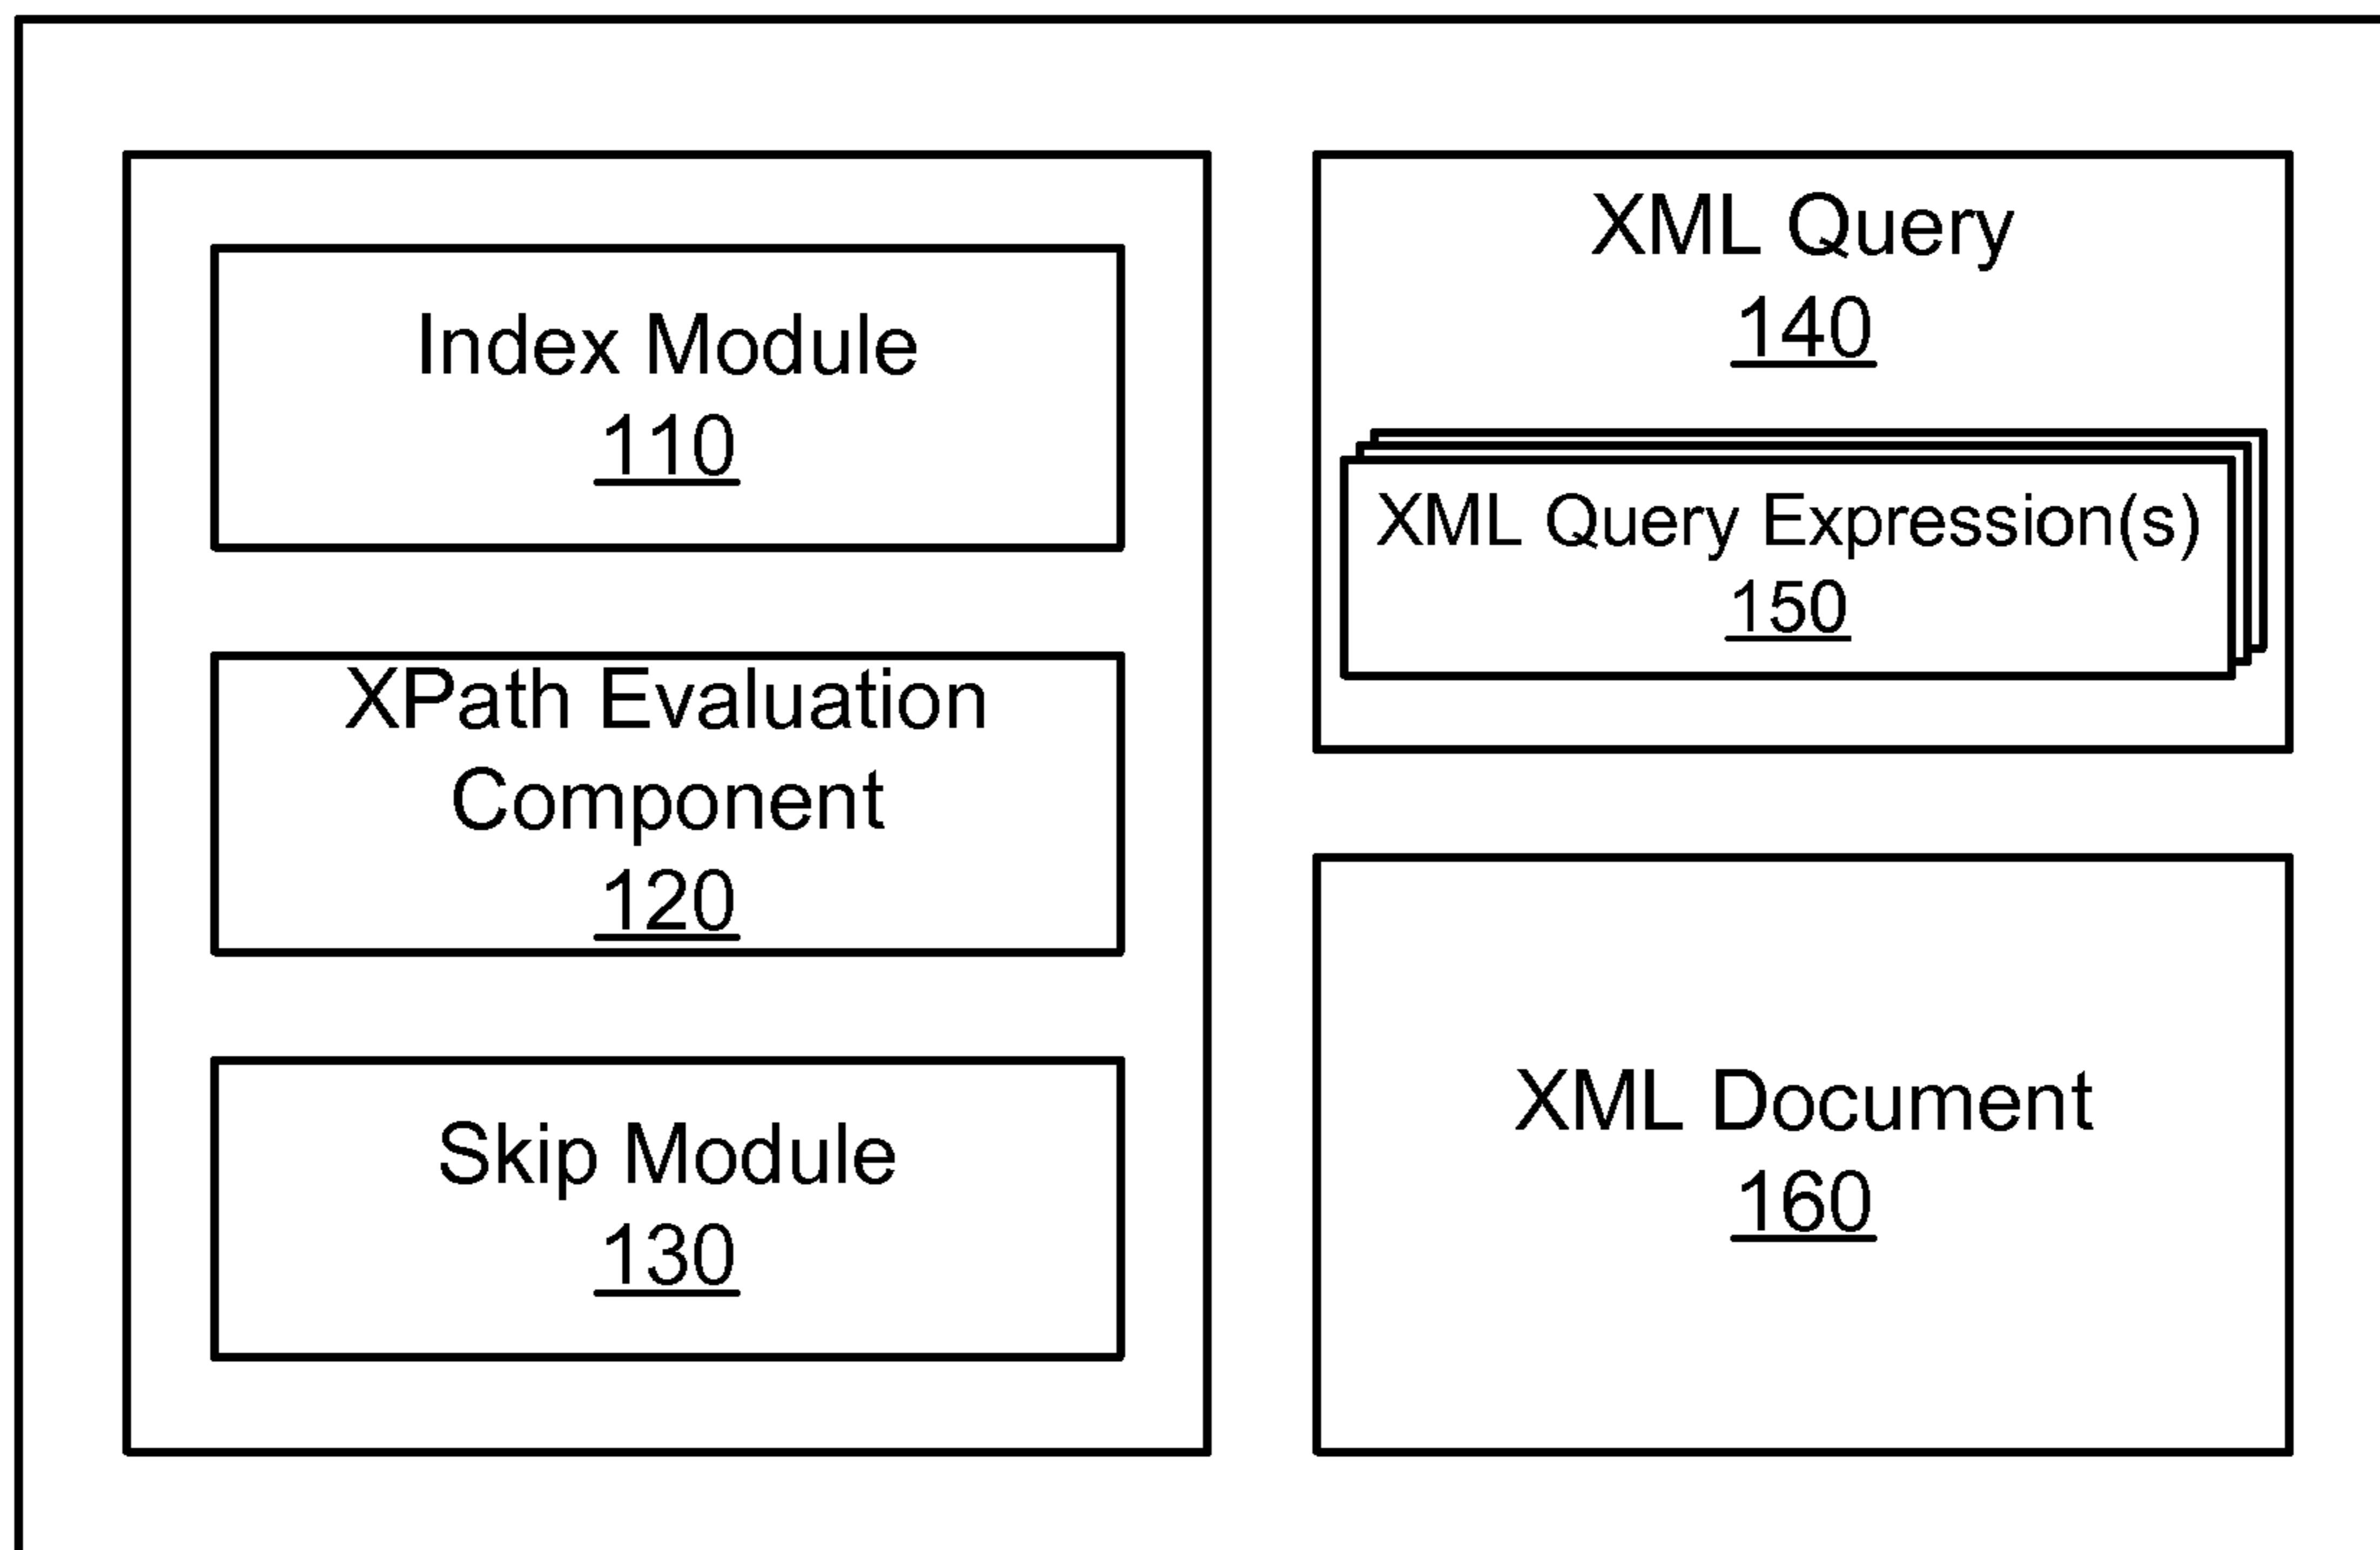 Index Module
110
XPath Evaluation
Component
120
Skip Module
130
XML Query
140
XML Query Expression(s)
150
XML Document
160